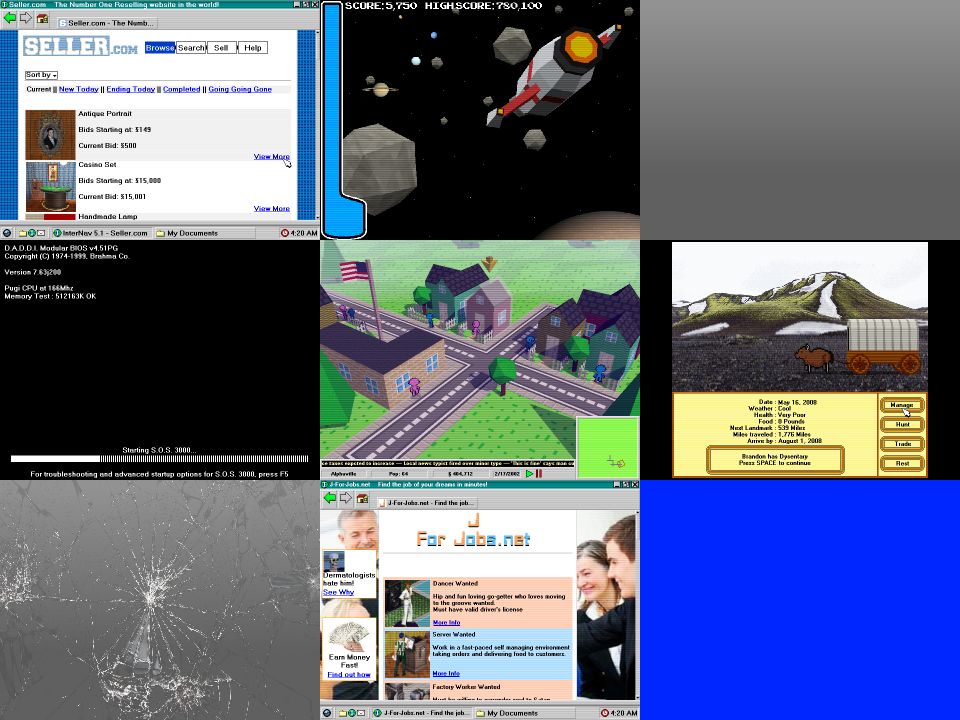 Seller.com   The Number One Reselling website in the world!
Seller.com - The Numb...
SELLER.COM
Browse Search Sell Help
Sort by
Current || New Today || Ending Today || Completed || Going Going Gone
Antique Portrait
Bids Starting at: $149
Current Bid: $500
View More
Casino Set
Bids Starting at: $15,000
Current Bid: $15,001
View More
Handmade Lamp
InterNav 5.1 - Seller.com
My Documents
4:20 AM
SCORE:5,750 HIGHSCORE:780,100
D.A.D.D.I. Modular BIOS v4.51PG
Copyright (C) 1974-1999, Brahma Co.
Version 7.63j200
Pugi CPU at 166Mhz
Memory Test : 512163K OK
Starting S.O.S. 3000...
For troubleshooting and advanced startup options for S.O.S. 3000, press F5
ce taxes expected to increase --- Local news typist fired over minor typo --- 'This is fine' says man
Alphaville
Pop: 64
$ 404,712
2/17/2002
Date : May 16, 2008
Weather : Cool
Health : Very Poor
Food : 0 Pounds
Next Landmark : 539 Miles
Miles traveled : 1,776 Miles
Arrive by : August 1, 2008
Brandon has Dysentary
Press SPACE to continue
Manage
Hunt
Trade
Rest
J-For-Jobs.net   Find the job of your dreams in minutes!
J-For-Jobs.net - Find the job...
J
For Jobs.net
Dermatologists
hate him!
See Why
Earn Money
Fast!
Find out how
Dancer Wanted
Hip and fun loving go-getter who loves moving
to the groove wanted.
Must have valid driver's license
More Info
Server Wanted
Work in a fast-paced self managing environment
taking orders and delivering food to customers.
More Info
Factory Worker Wanted
J-For-Jobs.net - Find the job...
My Documents
4:20 AM